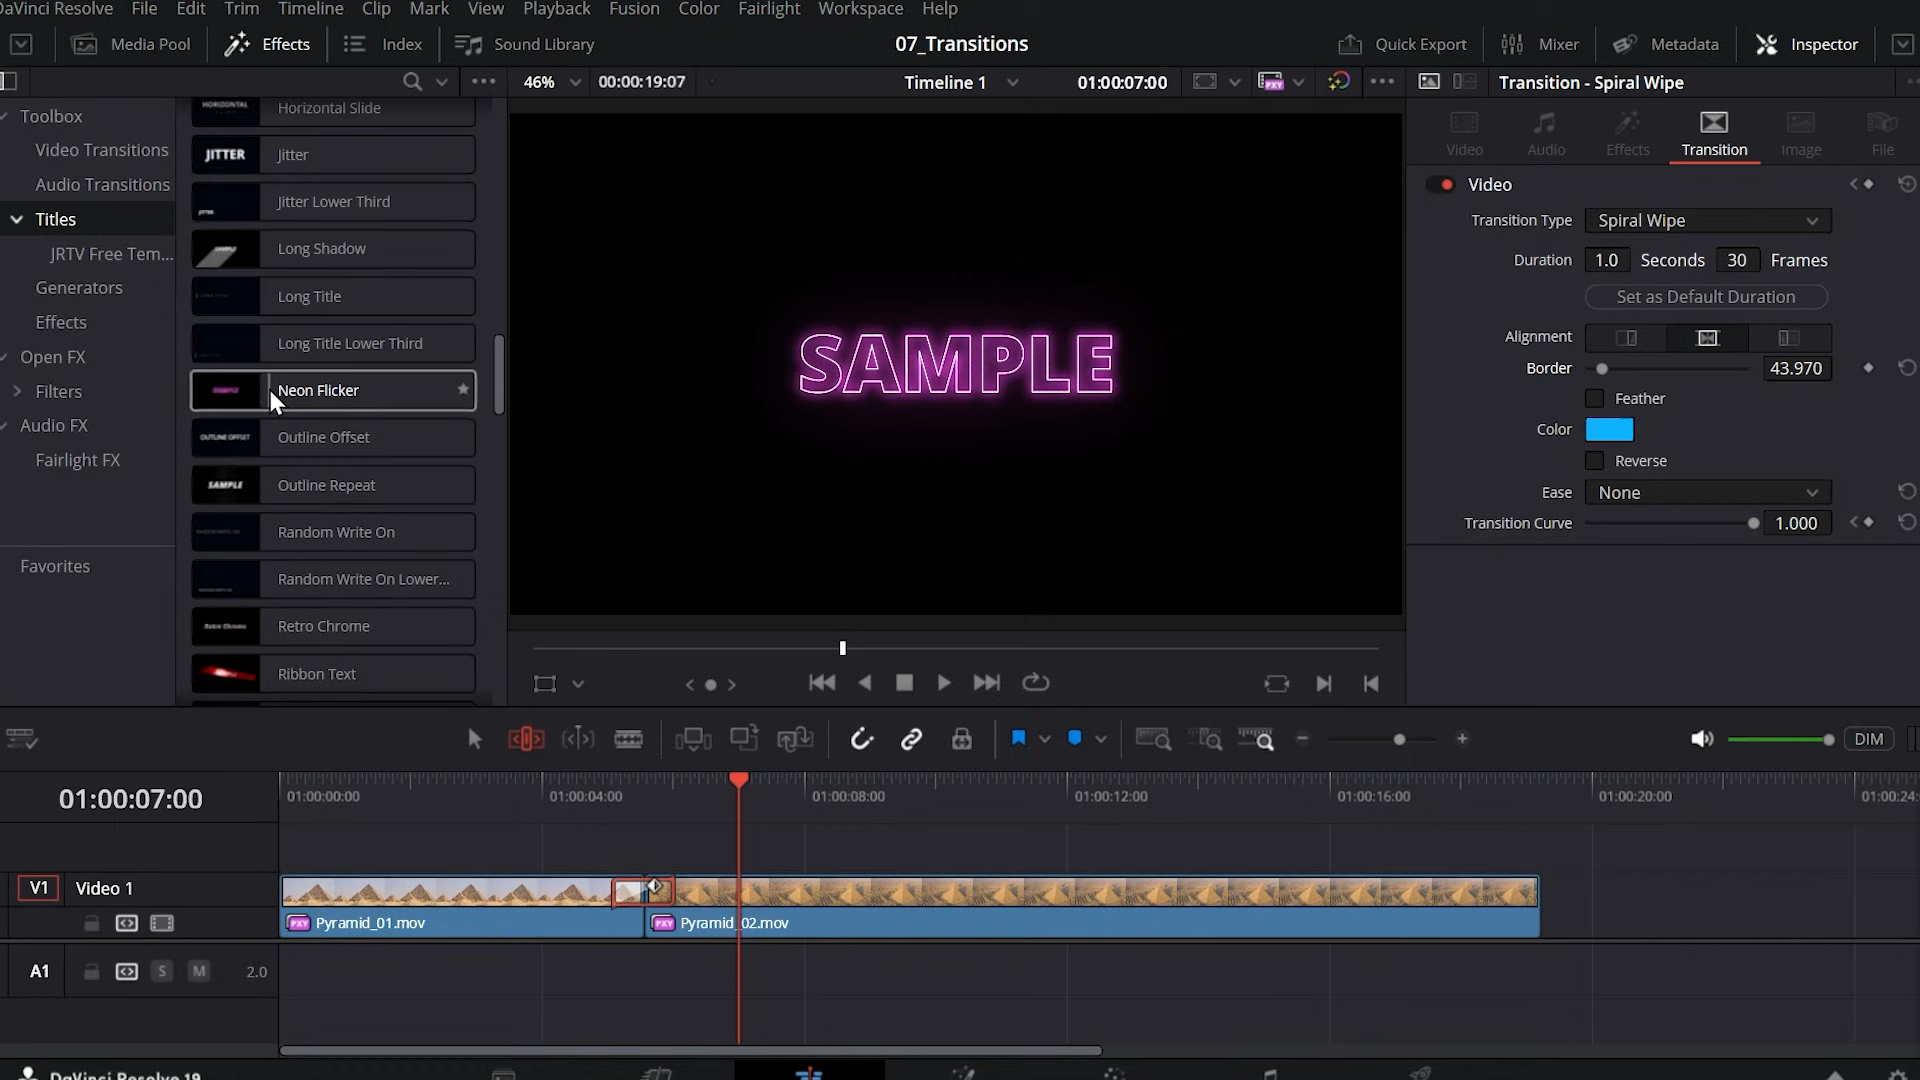 DaVinci Resolve File Edit Trim Timeline Clip Mark View Playback Fusion Color Fairlight Workspace Help
Media Pool Effects Index Sound Library 07_Transitions Quick Export Mixer Metadata Inspector
46% 00:00:19:07 Timeline 1 01:00:07:00 Transition - Spiral Wipe
Toolbox
Video Transitions
Audio Transitions
Titles
JRTV Free Tem...
Generators
Effects
Open FX
Filters
Audio FX
Fairlight FX
Favorites
HORIZONTAL Horizontal Slide
JITTER Jitter
JITTER Jitter Lower Third
Long Shadow
Long Title
Long Title Lower Third
SAMPLE Neon Flicker
OUTLINE OFFSET Outline Offset
SAMPLE Outline Repeat
RANDOM WRITE ON Random Write On
Random Write On Lower...
Retro Chrome Retro Chrome
Ribbon Text
SAMPLE
Video Audio Effects Transition Image File
Video
Transition Type Spiral Wipe
Duration 1.0 Seconds 30 Frames
Set as Default Duration
Alignment
Border 43.970
Feather
Color
Reverse
Ease None
Transition Curve 1.000
DIM
01:00:07:00 01:00:00:00 01:00:04:00 01:00:08:00 01:00:12:00 01:00:16:00 01:00:20:00 01:00:24:
V1 Video 1
PXY Pyramid_01.mov PXY Pyramid_02.mov
A1 S M 2.0
DaVinci Resolve 19